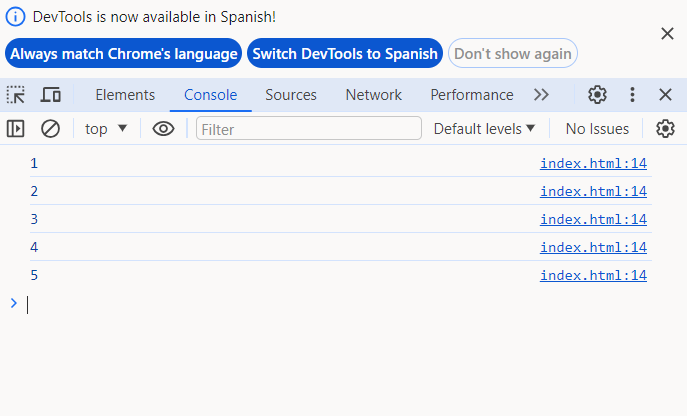 DevTools is now available in Spanish!
Always match Chrome's language Switch DevTools to Spanish Don't show again
Elements Console Sources Network Performance
top Filter Default levels No Issues
1 index.html:14
2 index.html:14
3 index.html:14
4 index.html:14
5 index.html:14